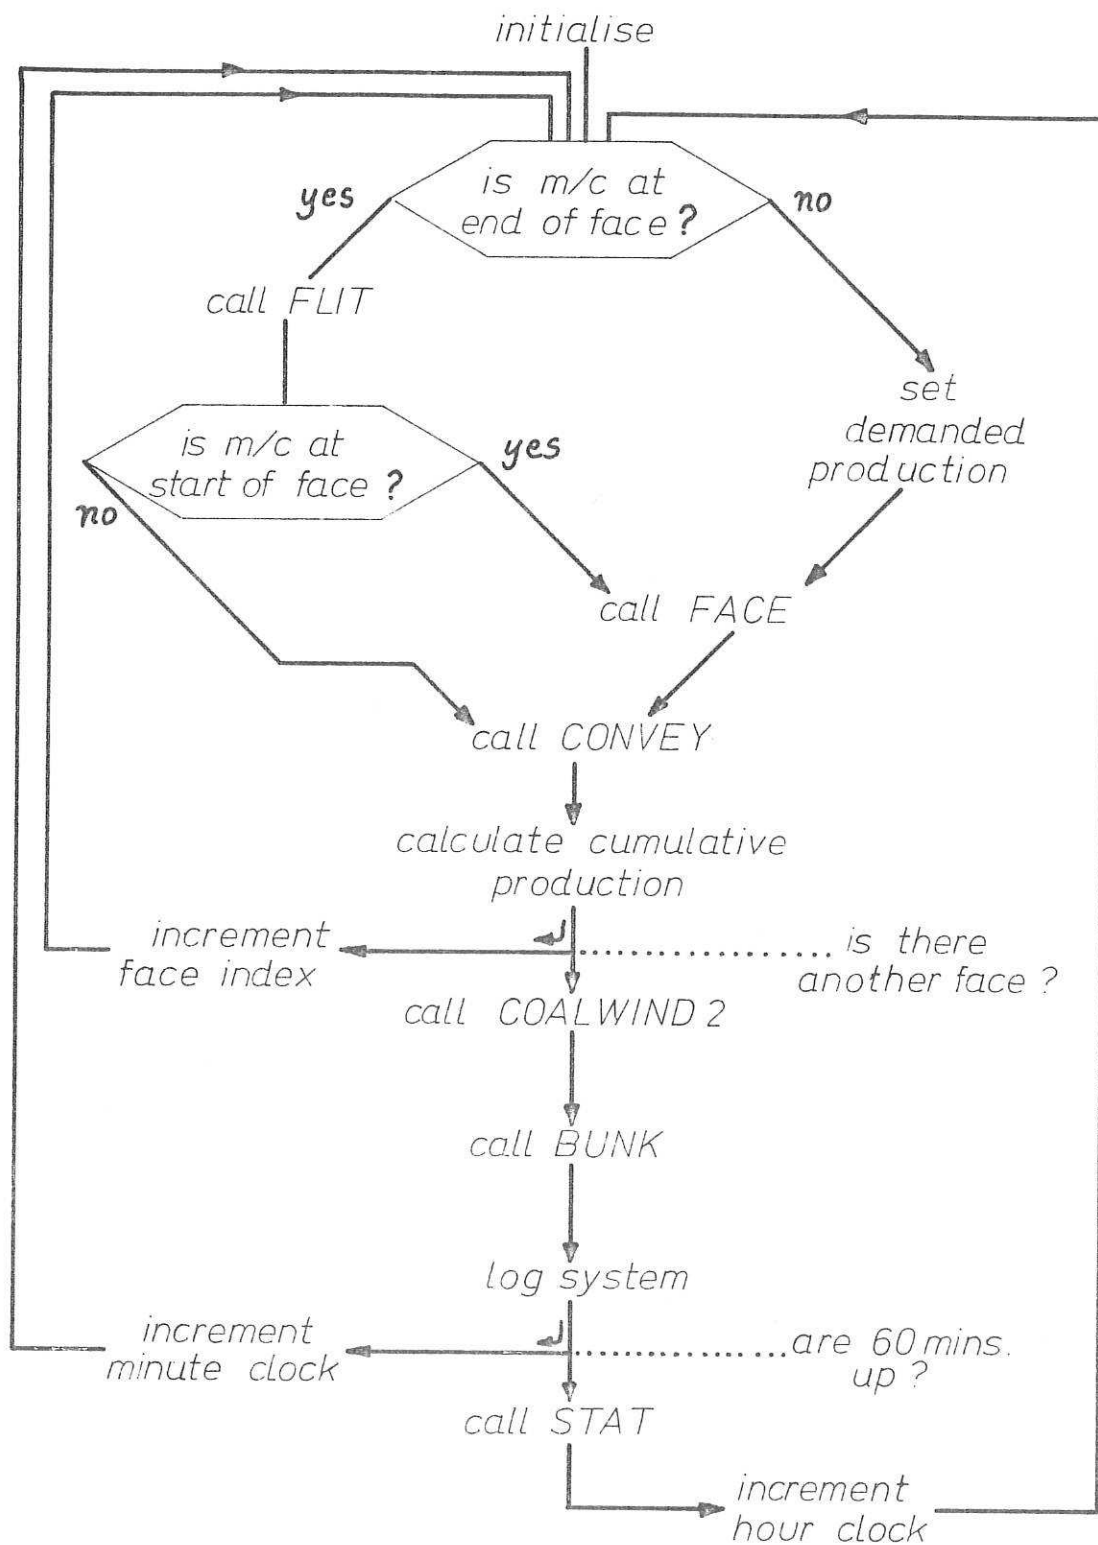 initialise
is m/c at
end of face ?
yes
no
call FLIT
set
demanded
production
is m/c at
start of face ?
yes
no
call FACE
call CONVEY
calculate cumulative
production
increment
face index
is there
another face ?
call COALWIND 2
call BUNK
log system
increment
minute clock
are 60 mins.
up ?
call STAT
increment
hour clock